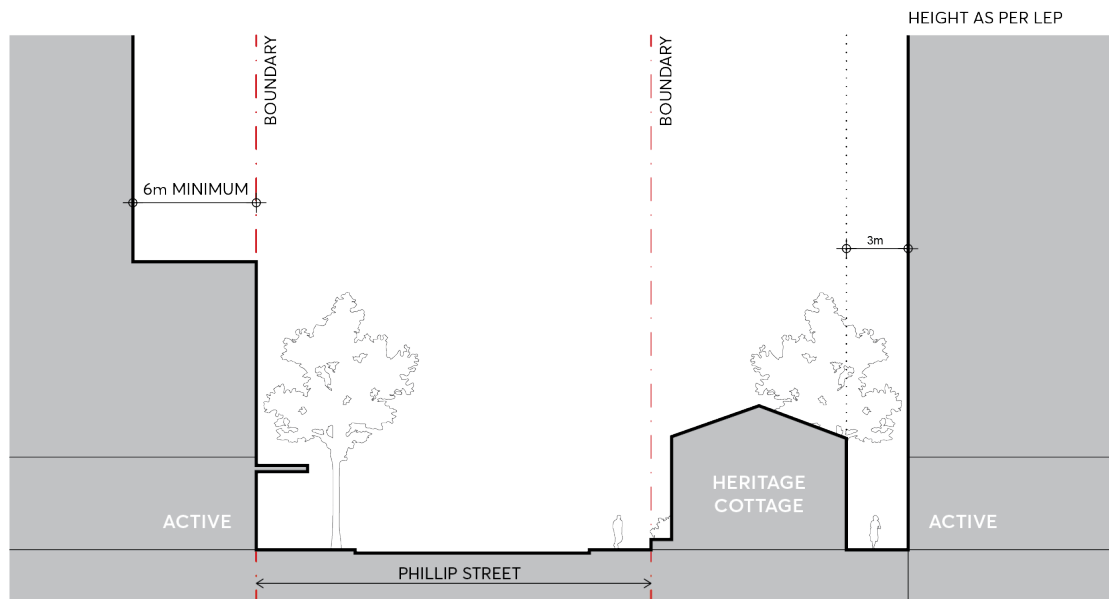 HEIGHT AS PER LEP
BOUNDARY
BOUNDARY
6m MINIMUM
3m
HERITAGE
COTTAGE
ACTIVE
ACTIVE
PHILLIP STREET